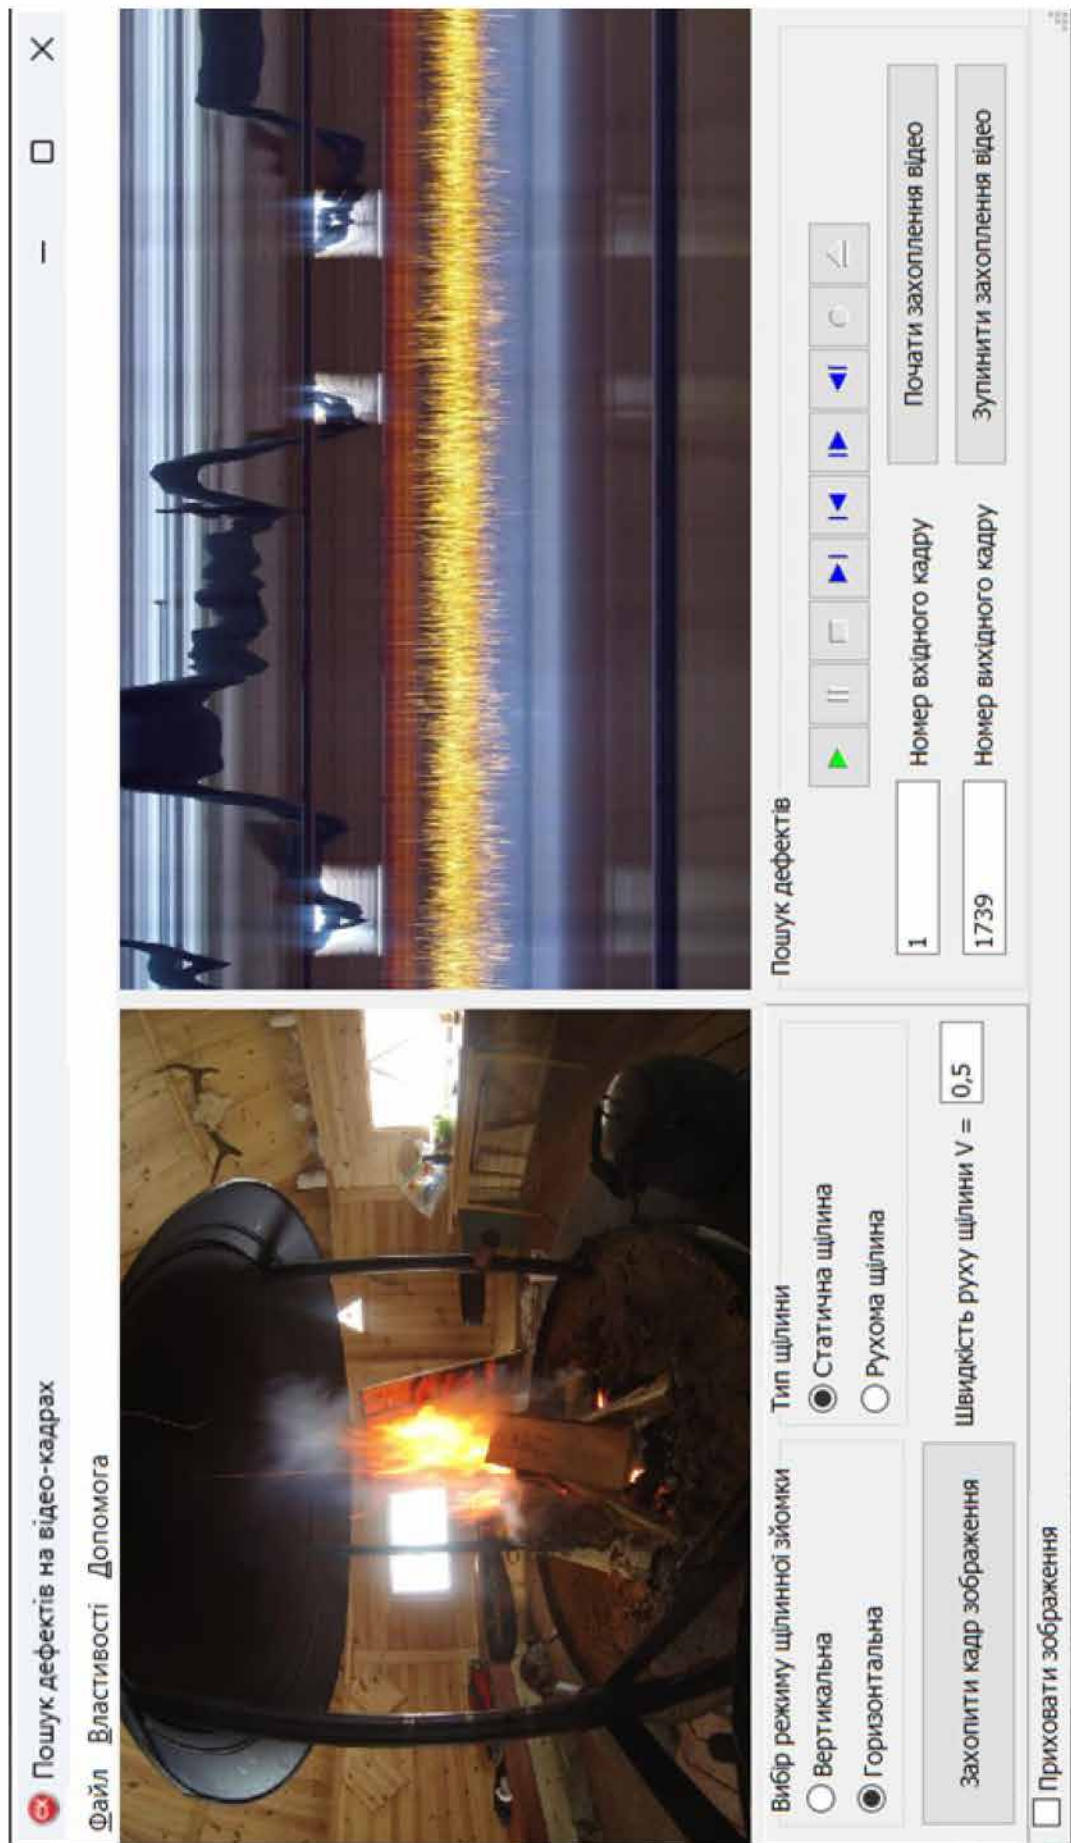 Пошук дефектів на відео-кадрах
Файл Властивості Допомога
Вибір режиму щілинної зйомки
Вертикальна
Горизонтальна
Захопити кадр зображення
Приховати зображення
Тип щілини
Статична щілина
Рухома щілина
Швидкість руху щілини V = 0,5
Пошук дефектів
1 Номер вхідного кадру
Почати захоплення відео
1739 Номер вихідного кадру
Зупинити захоплення відео